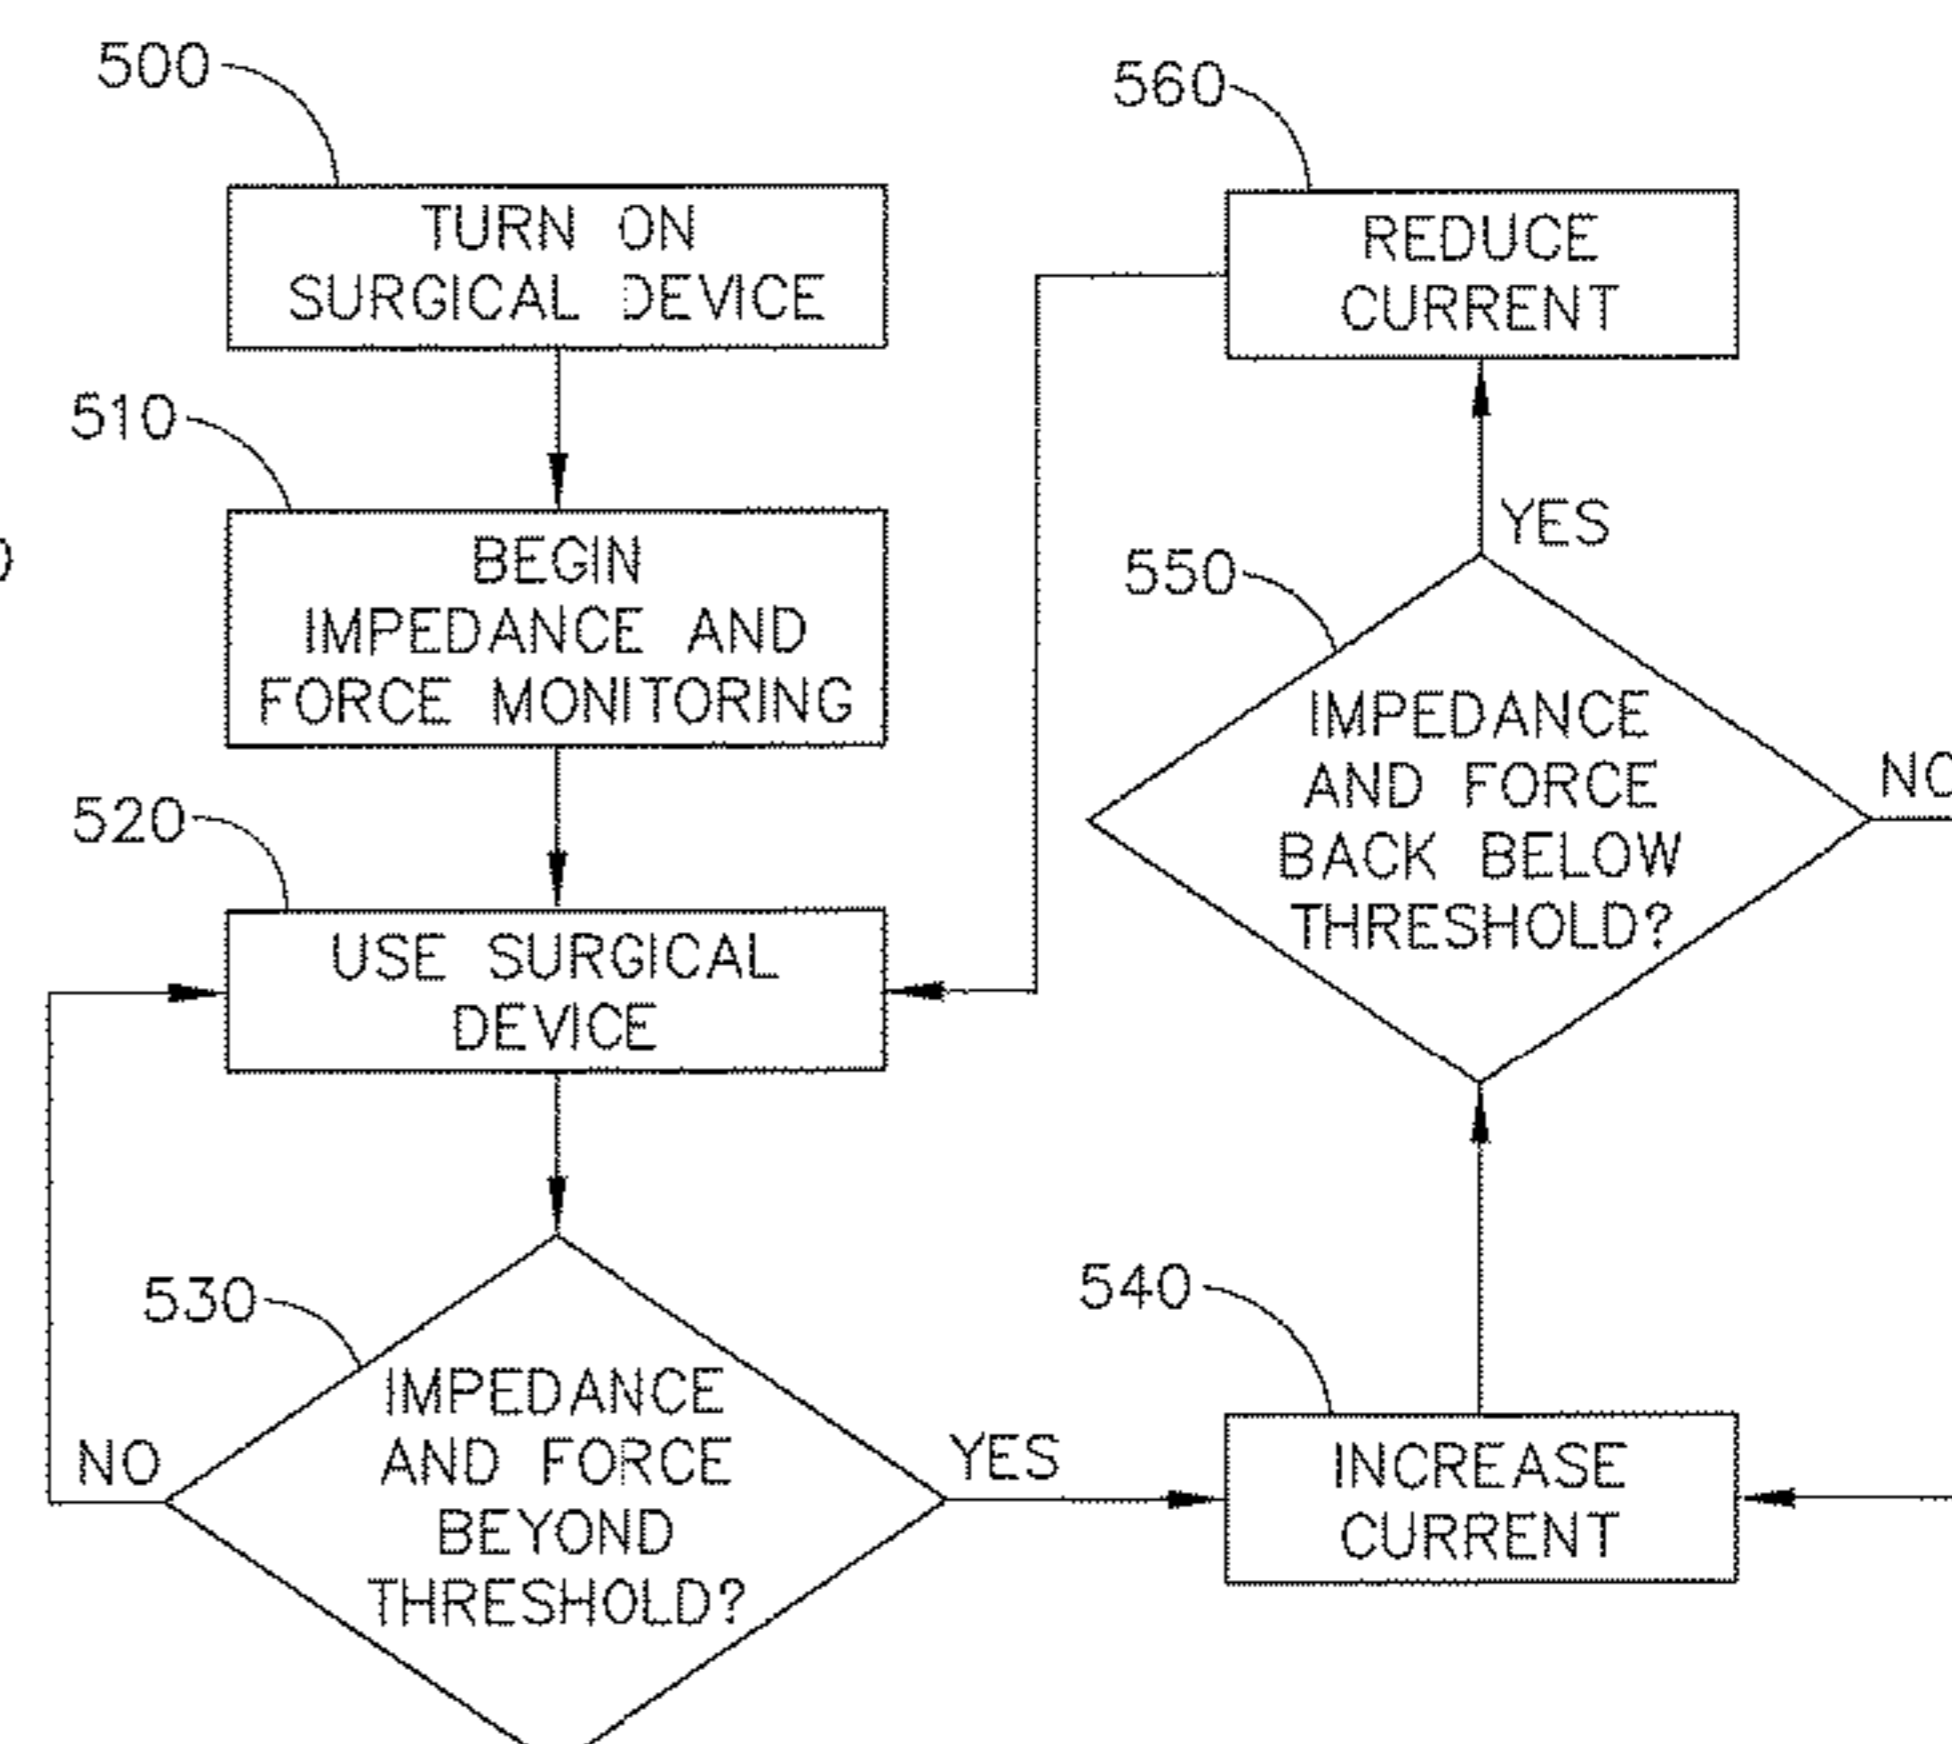 500
TURN ON
SURGICAL DEVICE
510
BEGIN
IMPEDANCE AND
FORCE MONITORING
520
USE SURGICAL
DEVICE
530
IMPEDANCE
AND FORCE
BEYOND
THRESHOLD?
NO
YES
540
INCREASE
CURRENT
550
IMPEDANCE
AND FORCE
BACK BELOW
THRESHOLD?
YES
NO
560
REDUCE
CURRENT